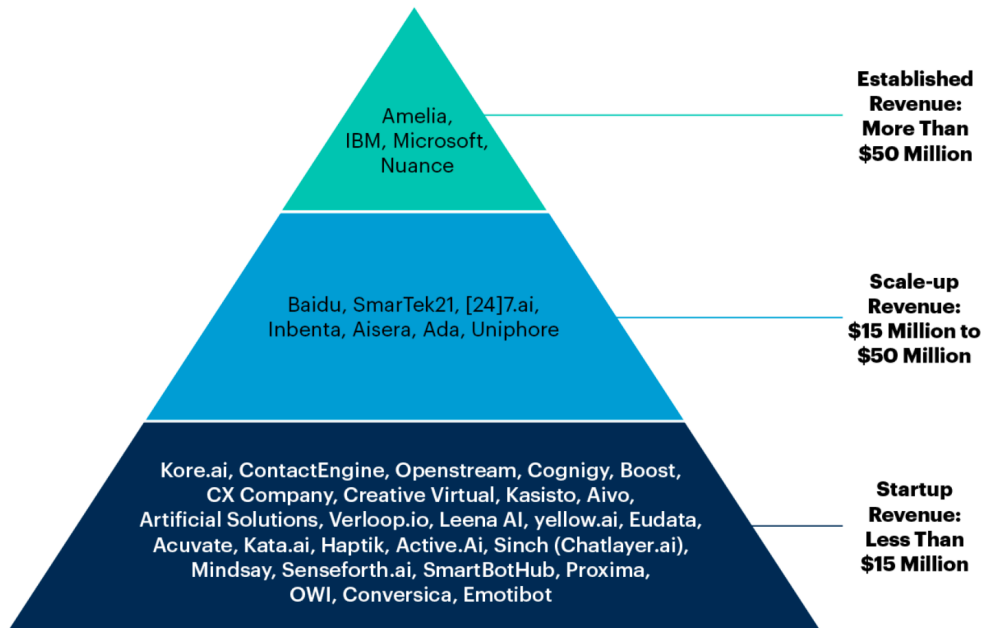 Amelia,
IBM, Microsoft,
Nuance
Established
Revenue:
More Than
$50 Million
Baidu, SmarTek21, [24]7.ai,
Inbenta, Aisera, Ada, Uniphore
Scale-up
Revenue:
$15 Million to
$50 Million
Kore.ai, ContactEngine, Openstream, Cognigy, Boost,
CX Company, Creative Virtual, Kasisto, Aivo,
Artificial Solutions, Verloop.io, Leena AI, yellow.ai, Eudata,
Acuvate, Kata.ai, Haptik, Active.Ai, Sinch (Chatlayer.ai),
Mindsay, Senseforth.ai, SmartBotHub, Proxima,
OWI, Conversica, Emotibot
Startup
Revenue:
Less Than
$15 Million